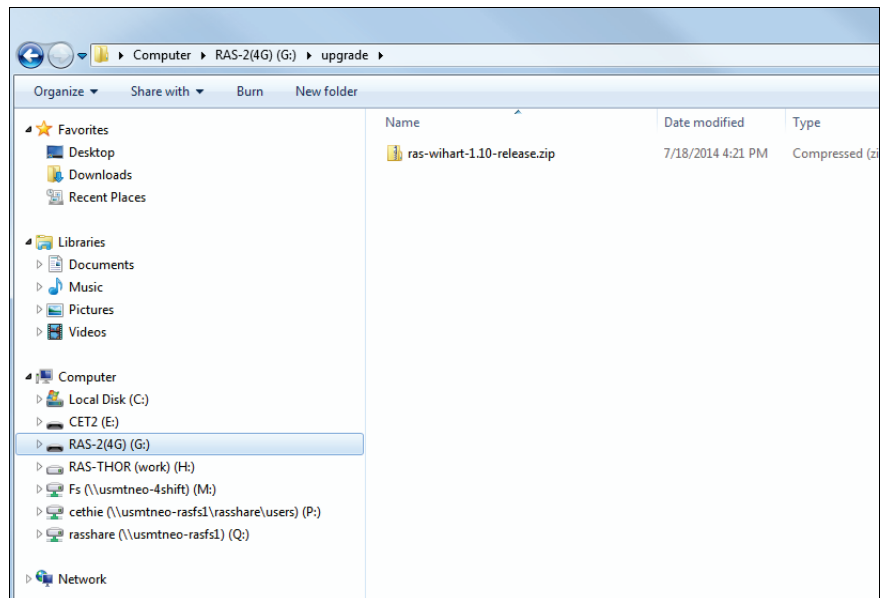 Computer RAS-2(4G) (G:) upgrade
Organize Share with Burn New folder
Favorites
Desktop
Downloads
Recent Places
Libraries
Documents
Music
Pictures
Videos
Computer
Local Disk (C:)
CET2 (E:)
RAS-2(4G) (G:)
RAS-THOR (work) (H:)
Fs (\\usmtneo-4shift) (M:)
cethie (\\usmtneo-rasfs1\rasshare\users) (P:)
rasshare (\\usmtneo-rasfs1) (Q:)
Network
Name Date modified Type
ras-wihart-1.10-release.zip 7/18/2014 4:21 PM Compressed (zi